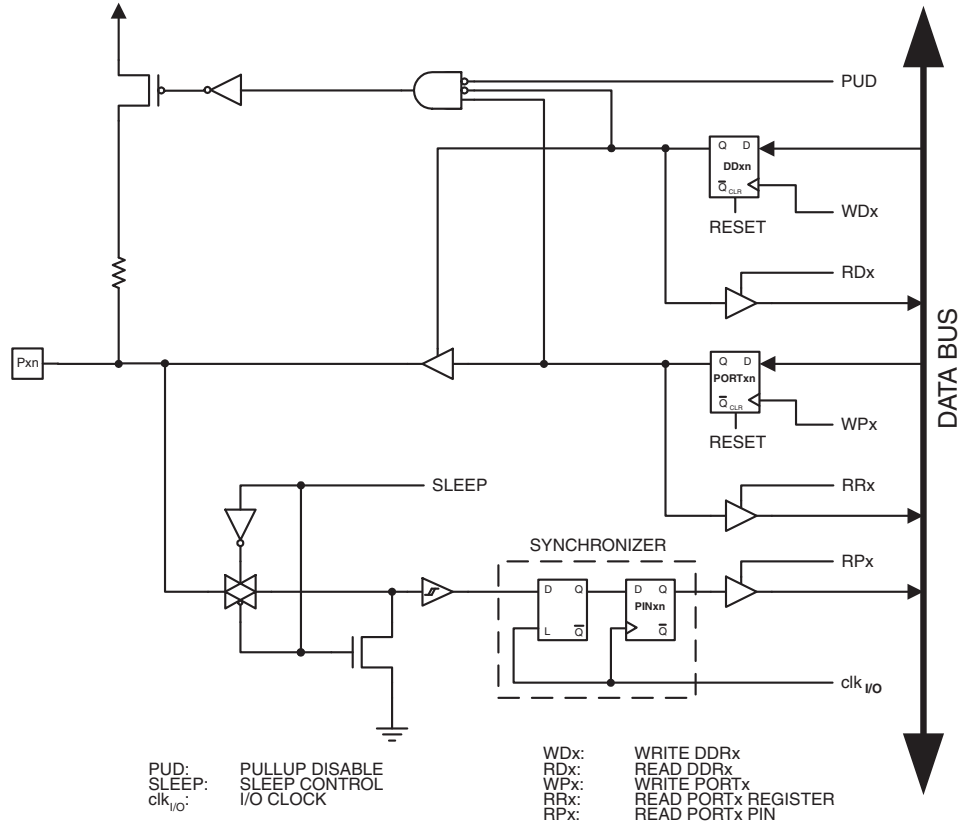 PUD
Q D
DDxn
Q CLR
WDx
RESET
RDx
DATA BUS
Pxn
Q D
PORTxn
Q CLR
WPx
RESET
SLEEP
RRx
SYNCHRONIZER
RPx
D Q
L Q
D Q
PINxn
Q
clk I/O
PUD: PULLUP DISABLE
SLEEP: SLEEP CONTROL
clkI/O: I/O CLOCK
WDx: WRITE DDRx
RDx: READ DDRx
WPx: WRITE PORTx
RRx: READ PORTx REGISTER
RPx: READ PORTx PIN